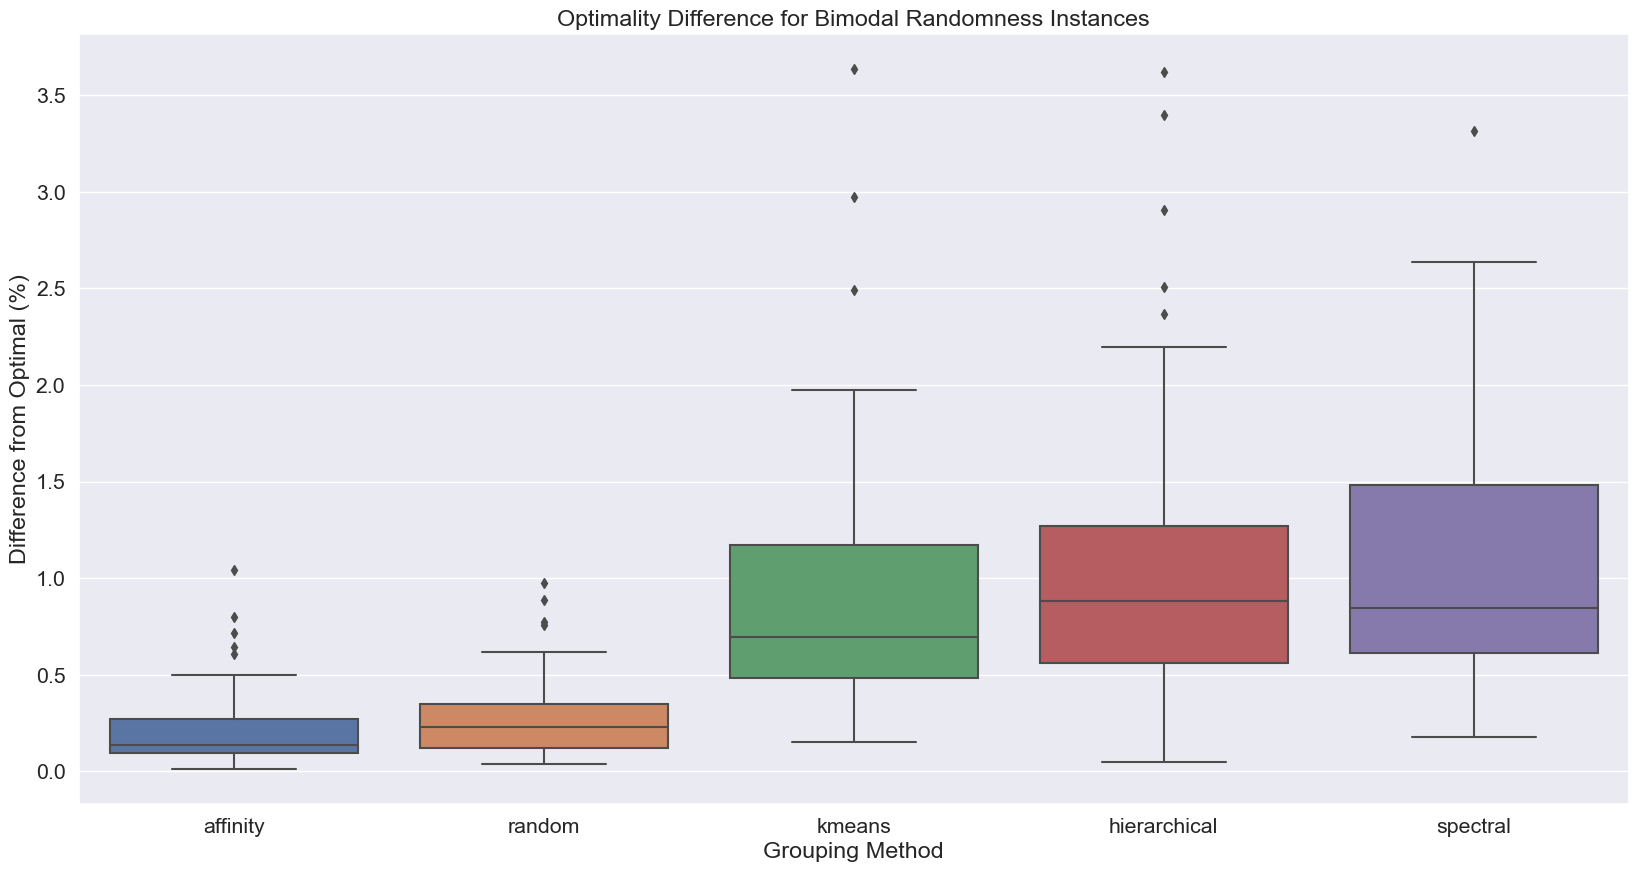 Optimality Difference for Bimodal Randomness Instances
Difference from Optimal (%)
3.5
3.0
2.5
2.0
1.5
1.0
0.5
0.0
affinity random kmeans hierarchical spectral
Grouping Method